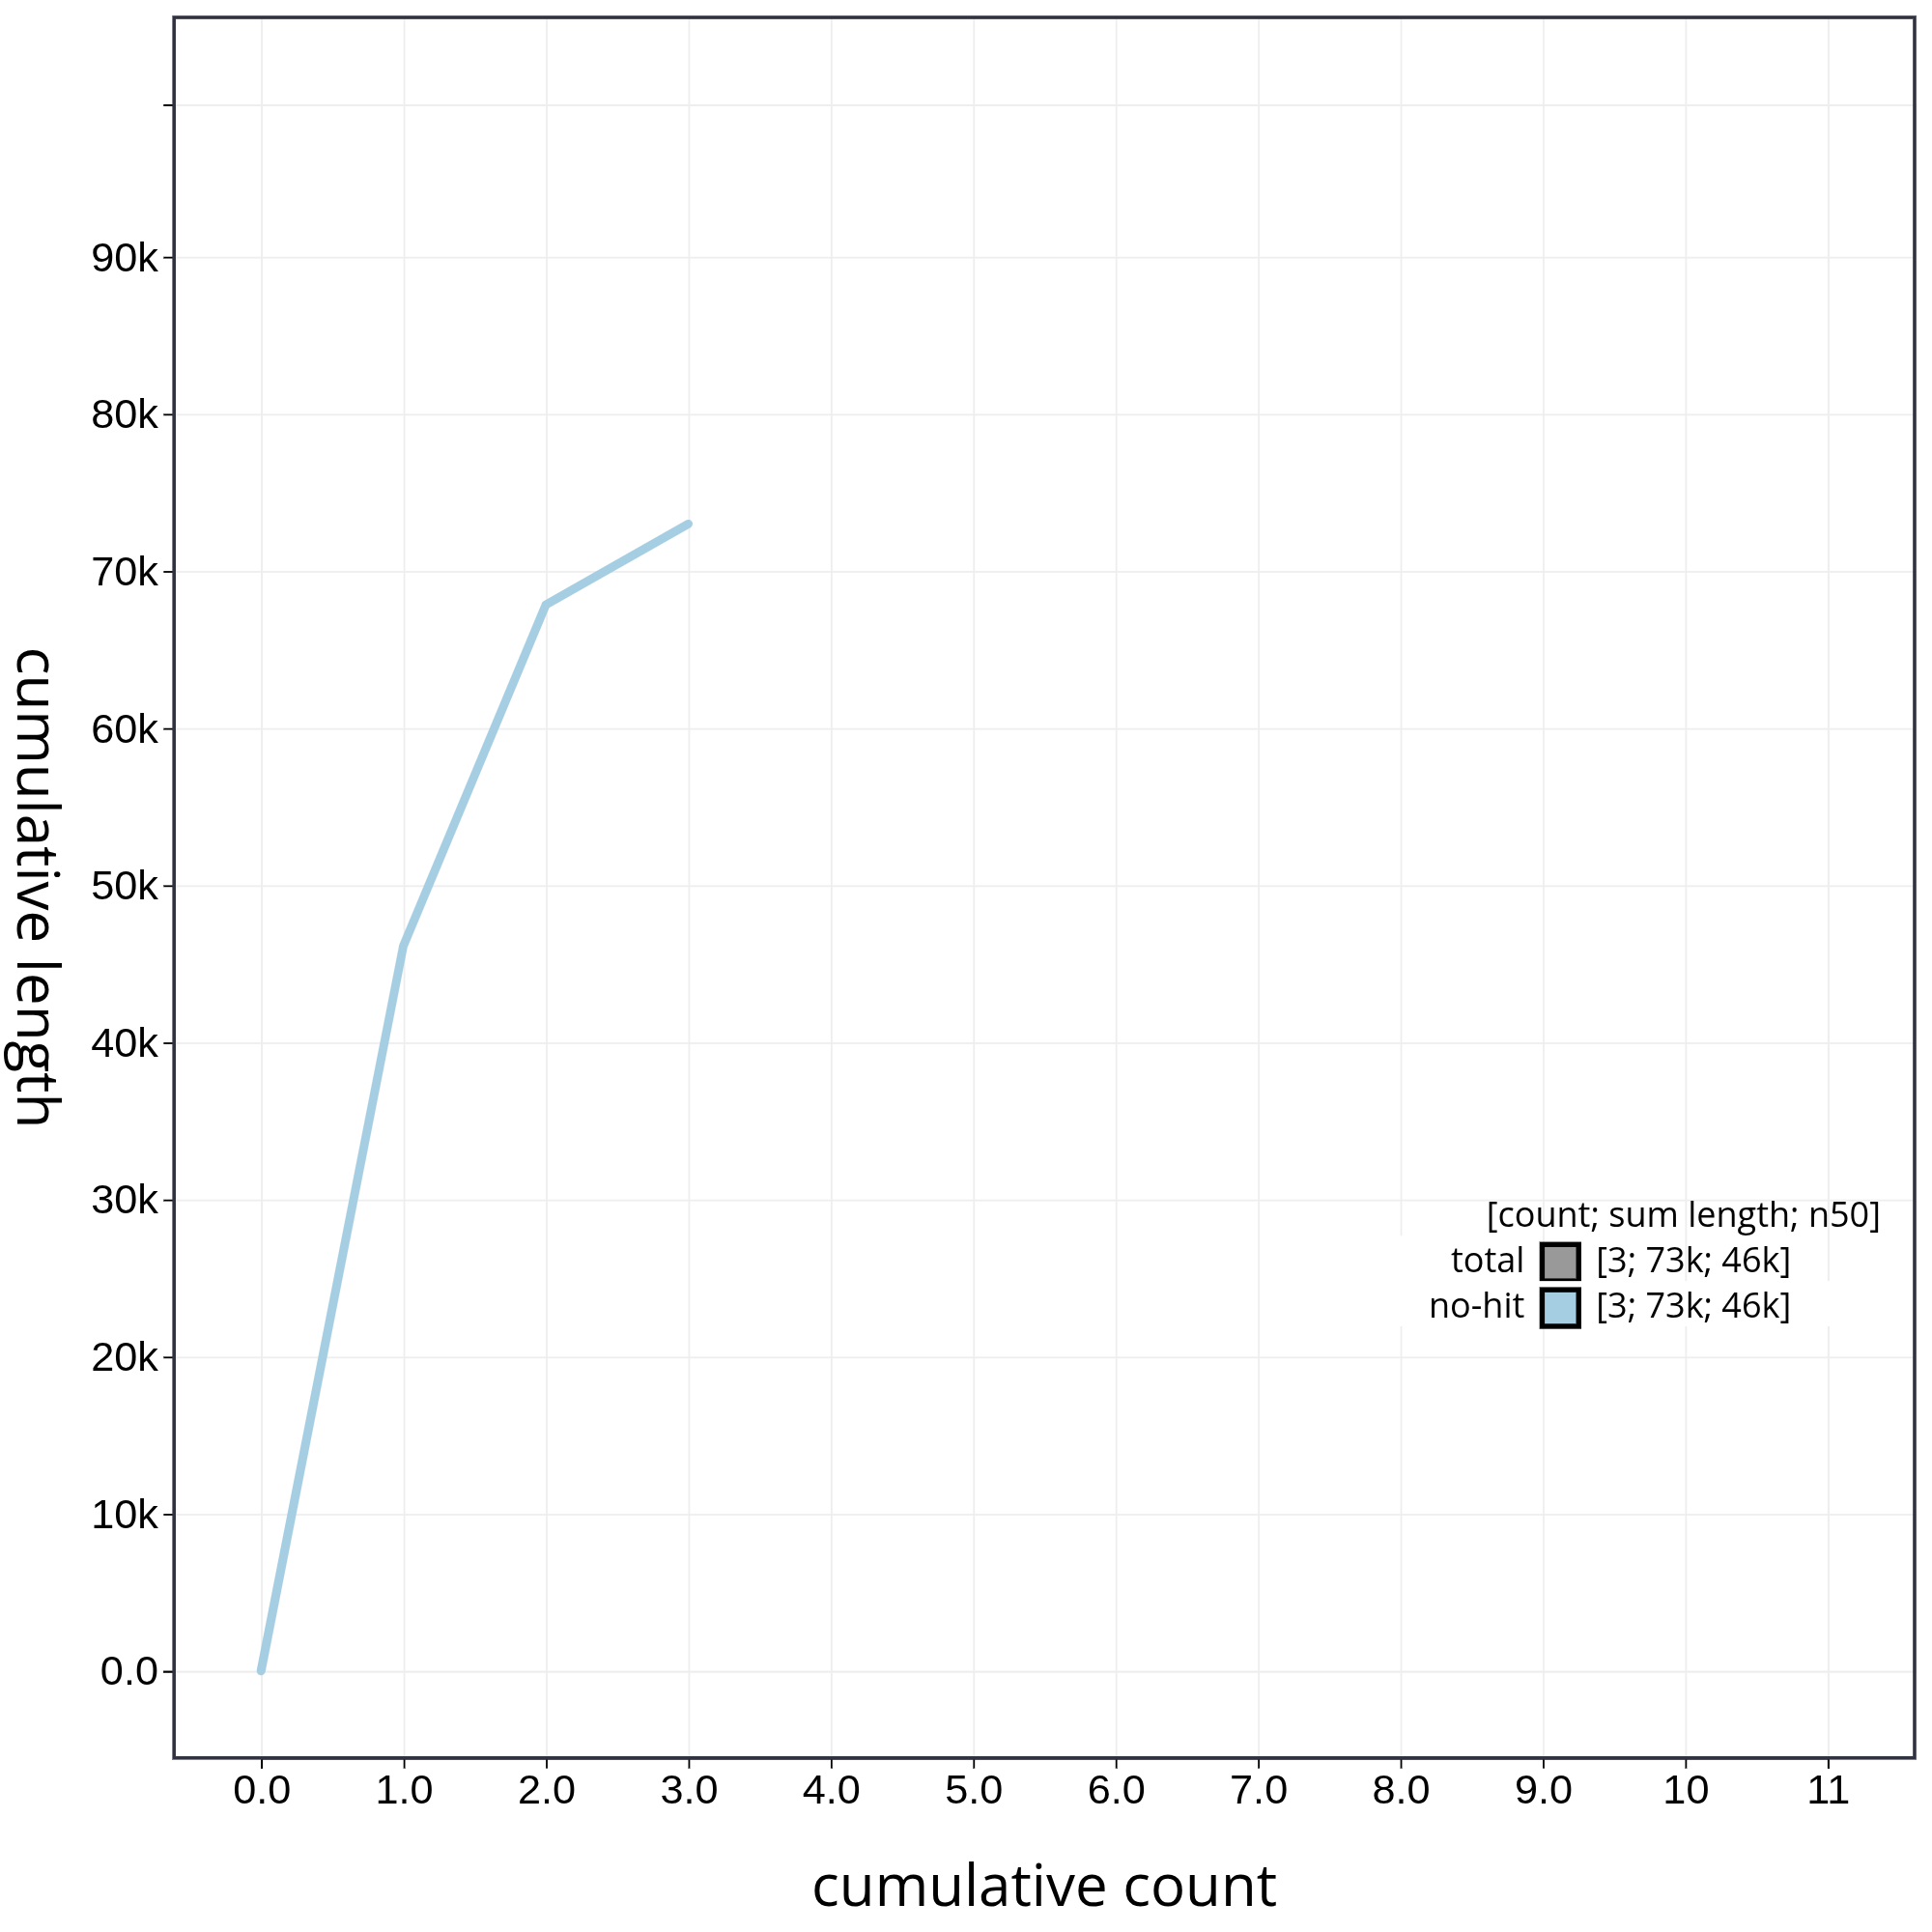 cumulative length
90k
80k
70k
60k
50k
40k
30k
20k
10k
0.0
[count; sum length; n50]
total [3; 73k; 46k]
no-hit [3; 73k; 46k]
0.0 1.0 2.0 3.0 4.0 5.0 6.0 7.0 8.0 9.0 10 11
cumulative count